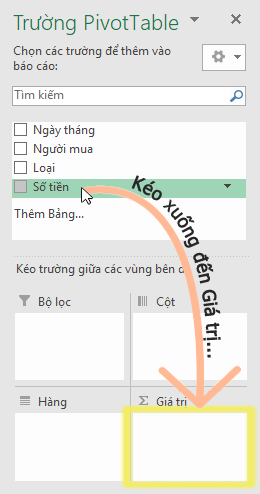 Trường PivotTable
Chọn các trường để thêm vào
báo cáo:
Tìm kiếm
Ngày tháng
Người mua
Loại
Số tiền
Thêm Bảng...
Kéo xuống đến Giá trị...
Kéo trường giữa các vùng bên d
Bộ lọc
Cột
Hàng
Giá trị